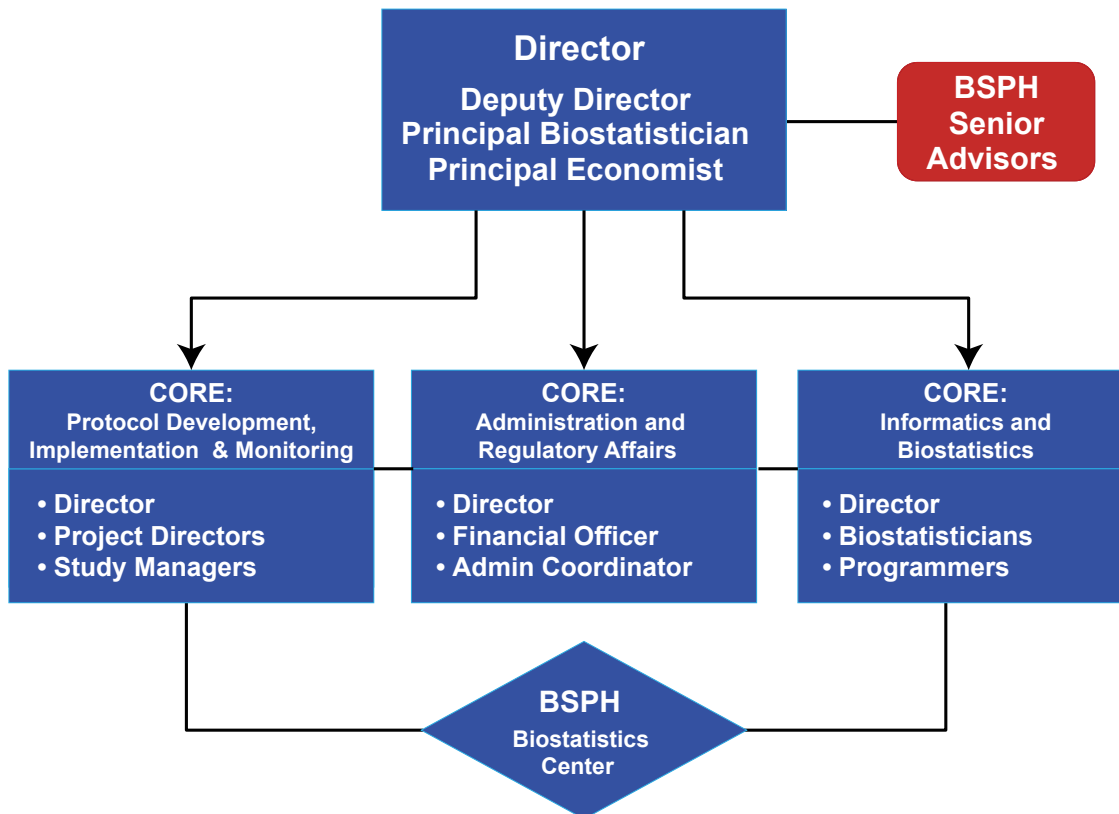 Director
Deputy Director
Principal Biostatistician
Principal Economist
BSPH
Senior
Advisors
CORE:
Protocol Development,
Implementation & Monitoring
• Director
• Project Directors
• Study Managers
CORE:
Administration and
Regulatory Affairs
• Director
• Financial Officer
• Admin Coordinator
CORE:
Informatics and
Biostatistics
• Director
• Biostatisticians
• Programmers
BSPH
Biostatistics
Center